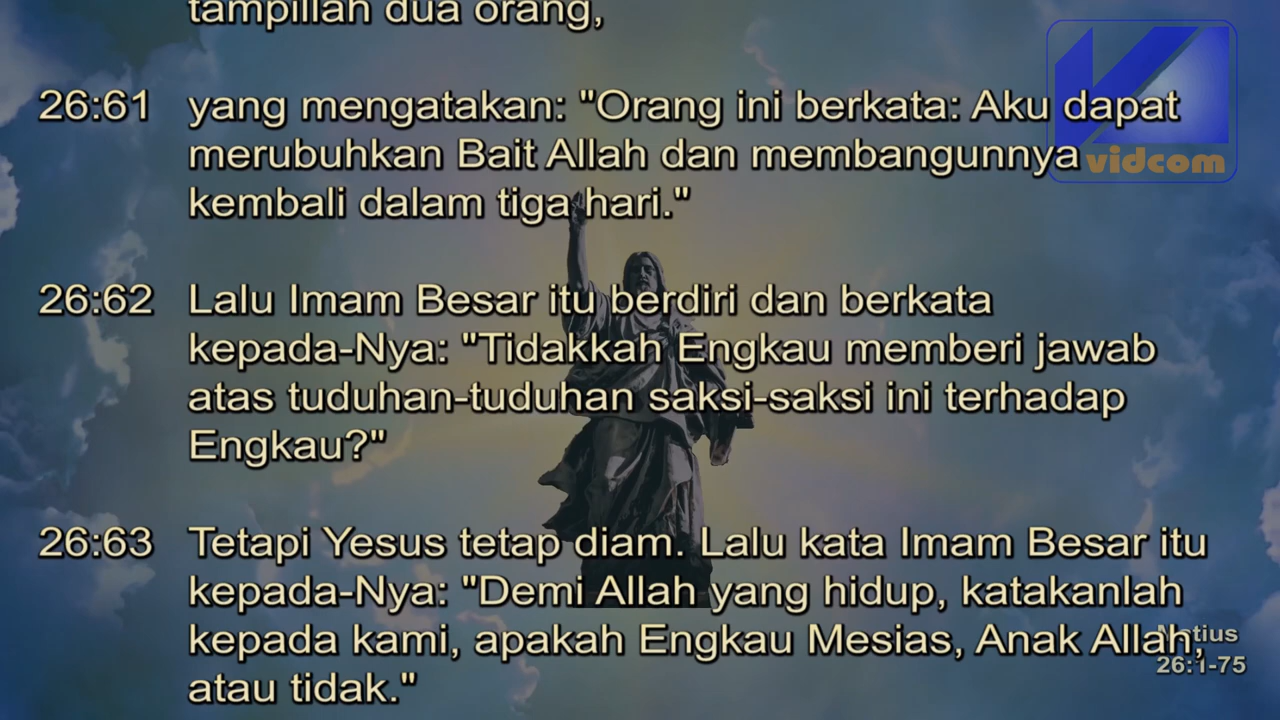 tampillah dua orang,
26:61 yang mengatakan: "Orang ini berkata: Aku dapat
merubuhkan Bait Allah dan membangunnya
kembali dalam tiga hari."
26:62 Lalu Imam Besar itu berdiri dan berkata
kepada-Nya: "Tidakkah Engkau memberi jawab
atas tuduhan-tuduhan saksi-saksi ini terhadap
Engkau?"
26:63 Tetapi Yesus tetap diam. Lalu kata Imam Besar itu
kepada-Nya: "Demi Allah yang hidup, katakanlah
kepada kami, apakah Engkau Mesias, Anak Allah,
atau tidak."
vidcom
Matius
26:1-75